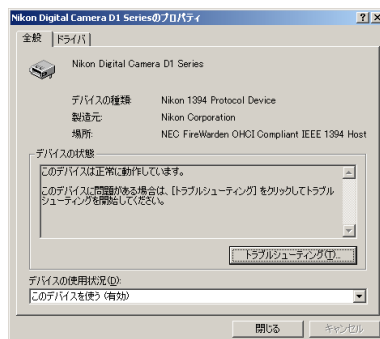 Nikon Digital Camera D1 Seriesのプロパティ
全般 ドライバ
Nikon Digital Camera D1 Series
デバイスの種類: Nikon 1394 Protocol Device
製造元: Nikon Corporation
場所: NEC FireWarden OHCI Compliant IEEE 1394 Host
デバイスの状態
このデバイスは正常に動作しています。
このデバイスに問題がある場合は、[トラブルシューティング] をクリックしてトラブル
シューティングを開始してください。
トラブルシューティング(T)...
デバイスの使用状況(D):
このデバイスを使う (有効)
閉じる キャンセル